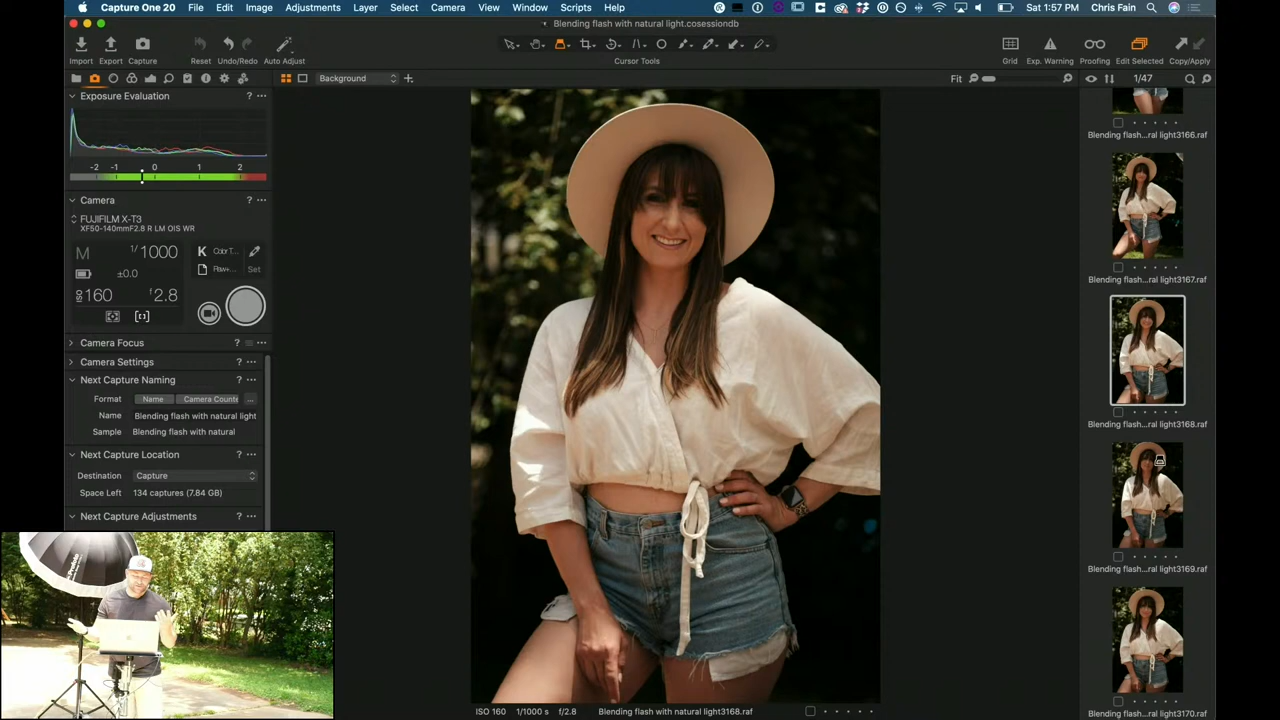 Capture One 20 File Edit View Image Adjustments Layer Select Camera View Window Scripts Help Sat 1:57 PM Chris Fain
Blending flash with natural light.cosessiondb
Import Export Capture Reset Undo/Redo Auto Adjust Cursor Tools Grid Exp. Warning Proofing Edit Selected Copy/Apply
Background Fit 1/47
Exposure Evaluation ? ...
-2 -1 0 1 2
Camera ? ...
FUJIFILM X-T3
XF50-140mmF2.8 R LM OIS WR
M 1/1000 K Color T...
±0.0 Raw+... Set
ISO 160 f2.8
Camera Focus ? ...
Camera Settings ? ...
Next Capture Naming ? ...
Format Name Camera Counte ...
Name Blending flash with natural light
Sample Blending flash with natural
Next Capture Location ? ...
Destination Capture
Space Left 134 captures (7.84 GB)
Next Capture Adjustments ? ...
Profoto
ISO 160 1/1000 s f/2.8 Blending flash with natural light3168.raf
Blending flash...ral light3166.raf
Blending flash...ral light3167.raf
Blending flash...ral light3168.raf
Blending flash...ral light3169.raf
Blending flash...ral light3170.raf